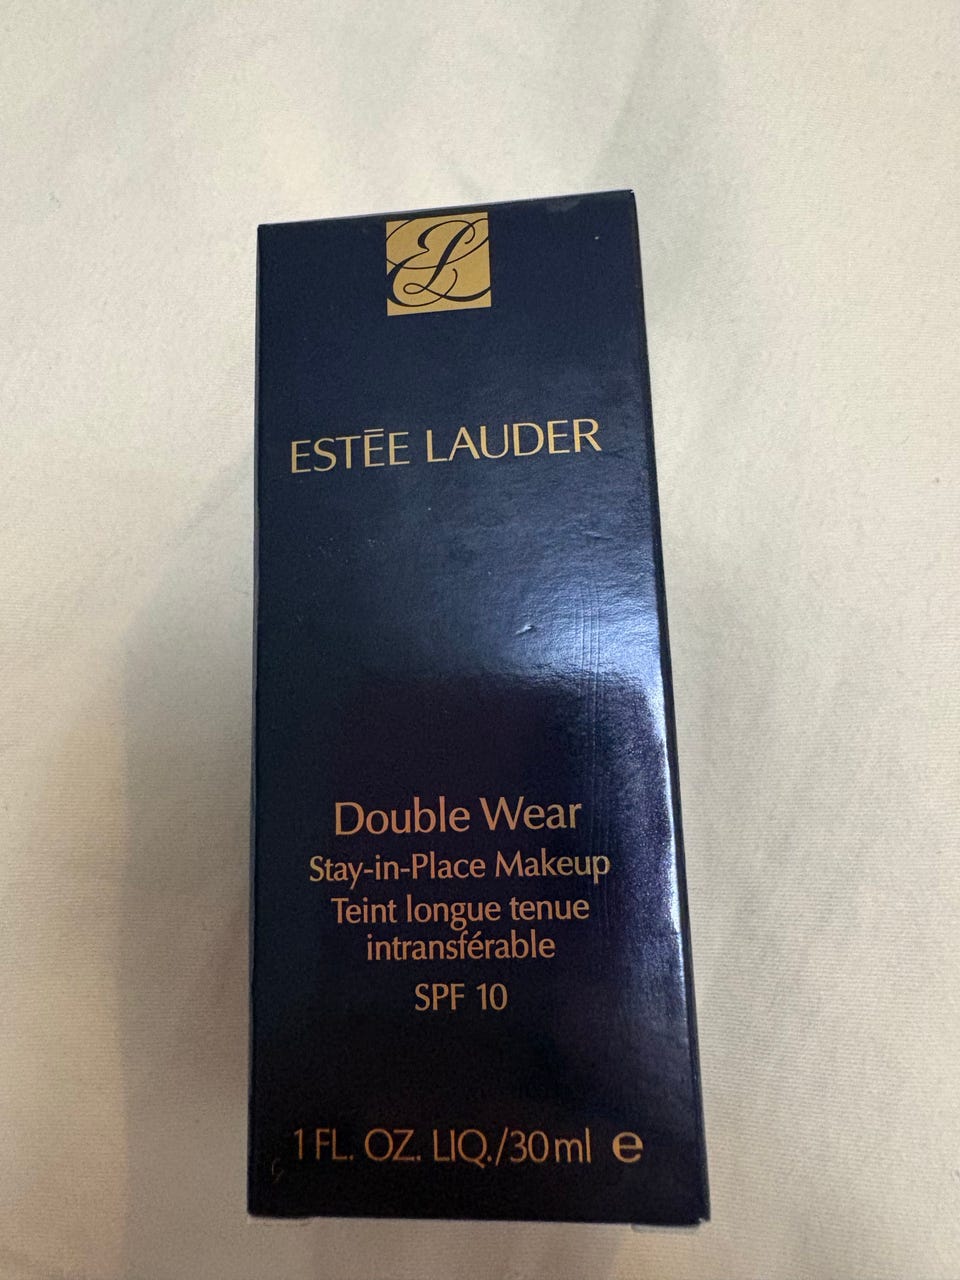 EL
ESTĒE LAUDER
Double Wear
Stay-in-Place Makeup
Teint longue tenue
intransférable
SPF 10
1 FL. OZ. LIQ./30 ml ℮